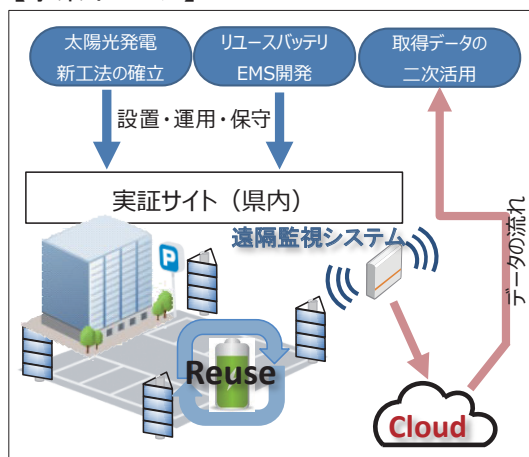 太陽光発電
新工法の確立
リユースバッテリ
EMS開発
取得データの
二次活用
設置・運用・保守
実証サイト（県内）
遠隔監視システム
P
データの流れ
Reuse
Cloud